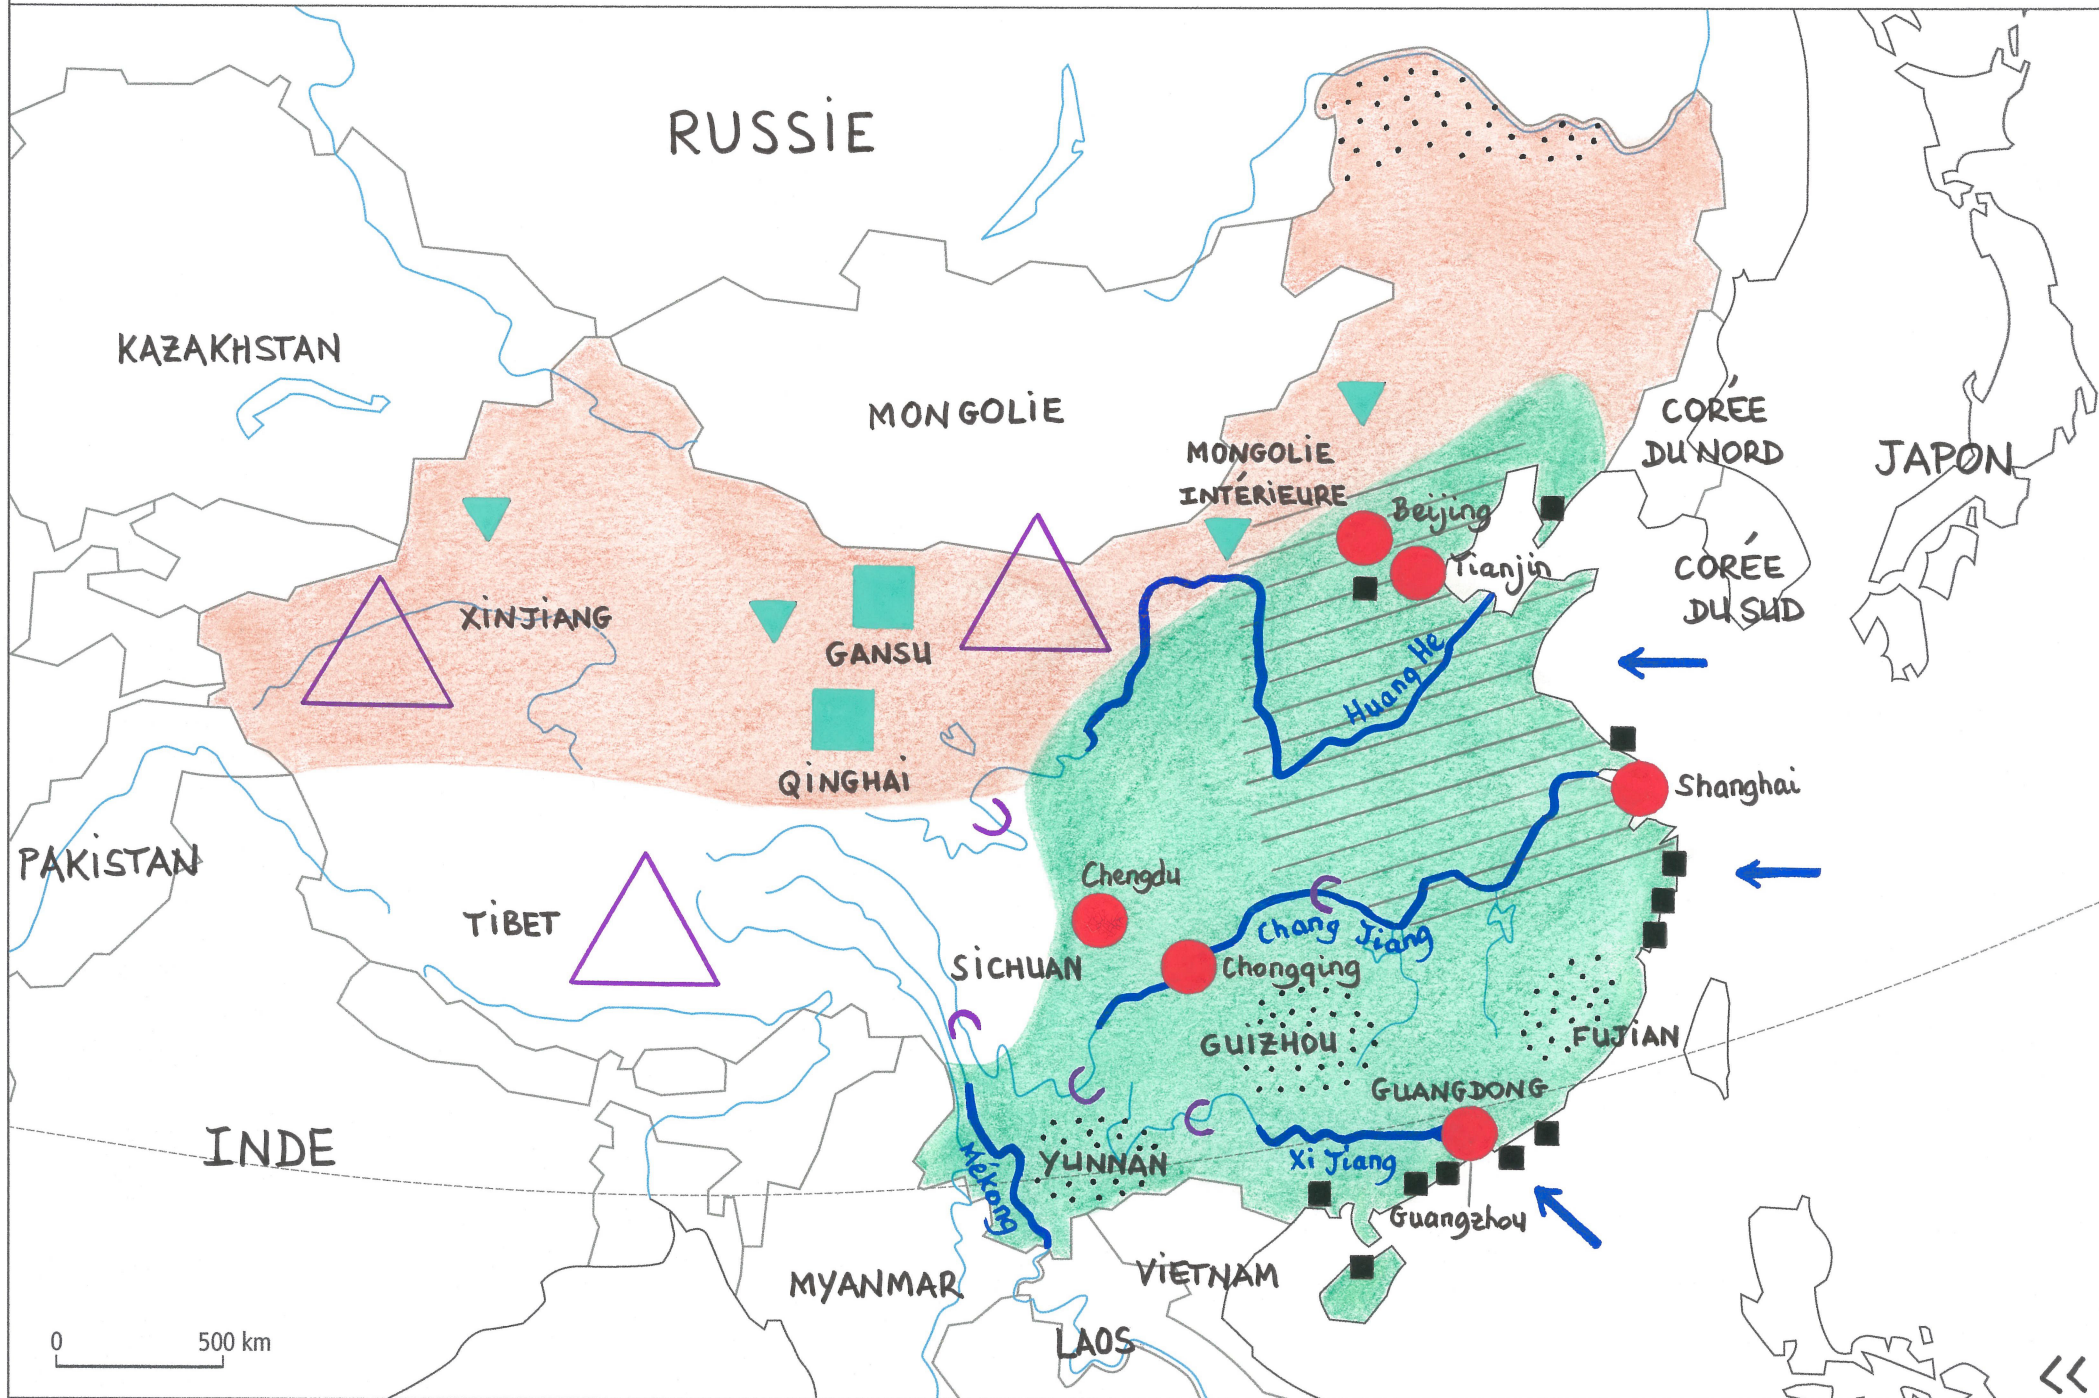 RUSSIE
KAZAKHSTAN
MONGOLIE
CORÉE
DU NORD
JAPON
MONGOLIE
INTÉRIEURE
Beijing
Tianjin
CORÉE
DU SUD
XINJIANG
GANSU
Huang He
QINGHAI
Shanghai
PAKISTAN
Chengdu
TIBET
Chang Jiang
SICHUAN
Chongqing
GUIZHOU
FUJIAN
GUANGDONG
INDE
YUNNAN
Xi Jiang
Mékong
Guangzhou
MYANMAR
VIETNAM
LAOS
0 500 km
<<